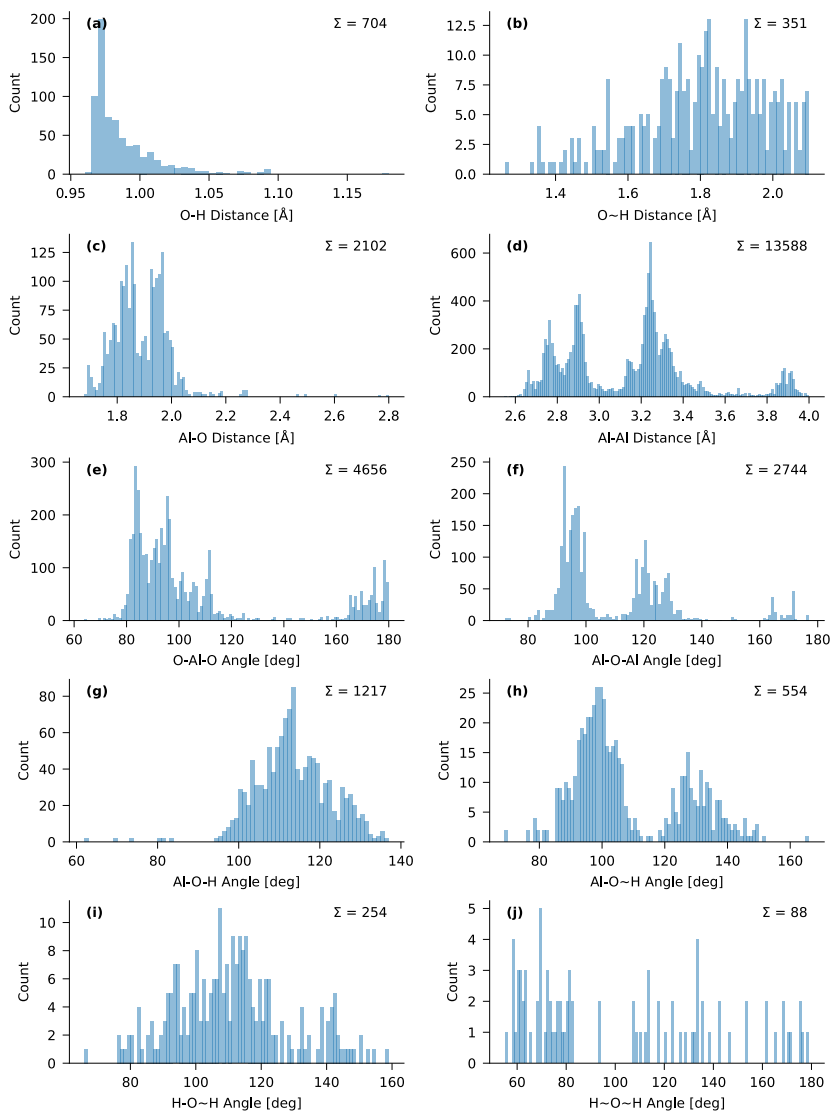 (a)
Σ = 704
Count
200
150
100
50
0
0.95
1.00
1.05
1.10
1.15
O-H Distance [Å]
(b)
Σ = 351
Count
12.5
10.0
7.5
5.0
2.5
0.0
1.4
1.6
1.8
2.0
O~H Distance [Å]
(c)
Σ = 2102
Count
125
100
75
50
25
0
1.8
2.0
2.2
2.4
2.6
2.8
Al-O Distance [Å]
(d)
Σ = 13588
Count
600
400
200
0
2.6
2.8
3.0
3.2
3.4
3.6
3.8
4.0
Al-Al Distance [Å]
(e)
Σ = 4656
Count
300
200
100
0
60
80
100
120
140
160
180
O-Al-O Angle [deg]
(f)
Σ = 2744
Count
250
200
150
100
50
0
80
100
120
140
160
180
Al-O-Al Angle [deg]
(g)
Σ = 1217
Count
80
60
40
20
0
60
80
100
120
140
Al-O-H Angle [deg]
(h)
Σ = 554
Count
25
20
15
10
5
0
80
100
120
140
160
Al-O~H Angle [deg]
(i)
Σ = 254
Count
10
8
6
4
2
0
80
100
120
140
160
H-O~H Angle [deg]
(j)
Σ = 88
Count
5
4
3
2
1
0
60
80
100
120
140
160
180
H~O~H Angle [deg]